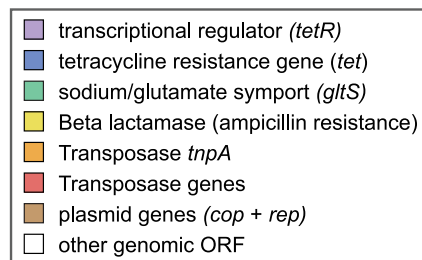 transcriptional regulator (tetR)
tetracycline resistance gene (tet)
sodium/glutamate symport (gltS)
Beta lactamase (ampicillin resistance)
Transposase tnpA
Transposase genes
plasmid genes (cop + rep)
other genomic ORF